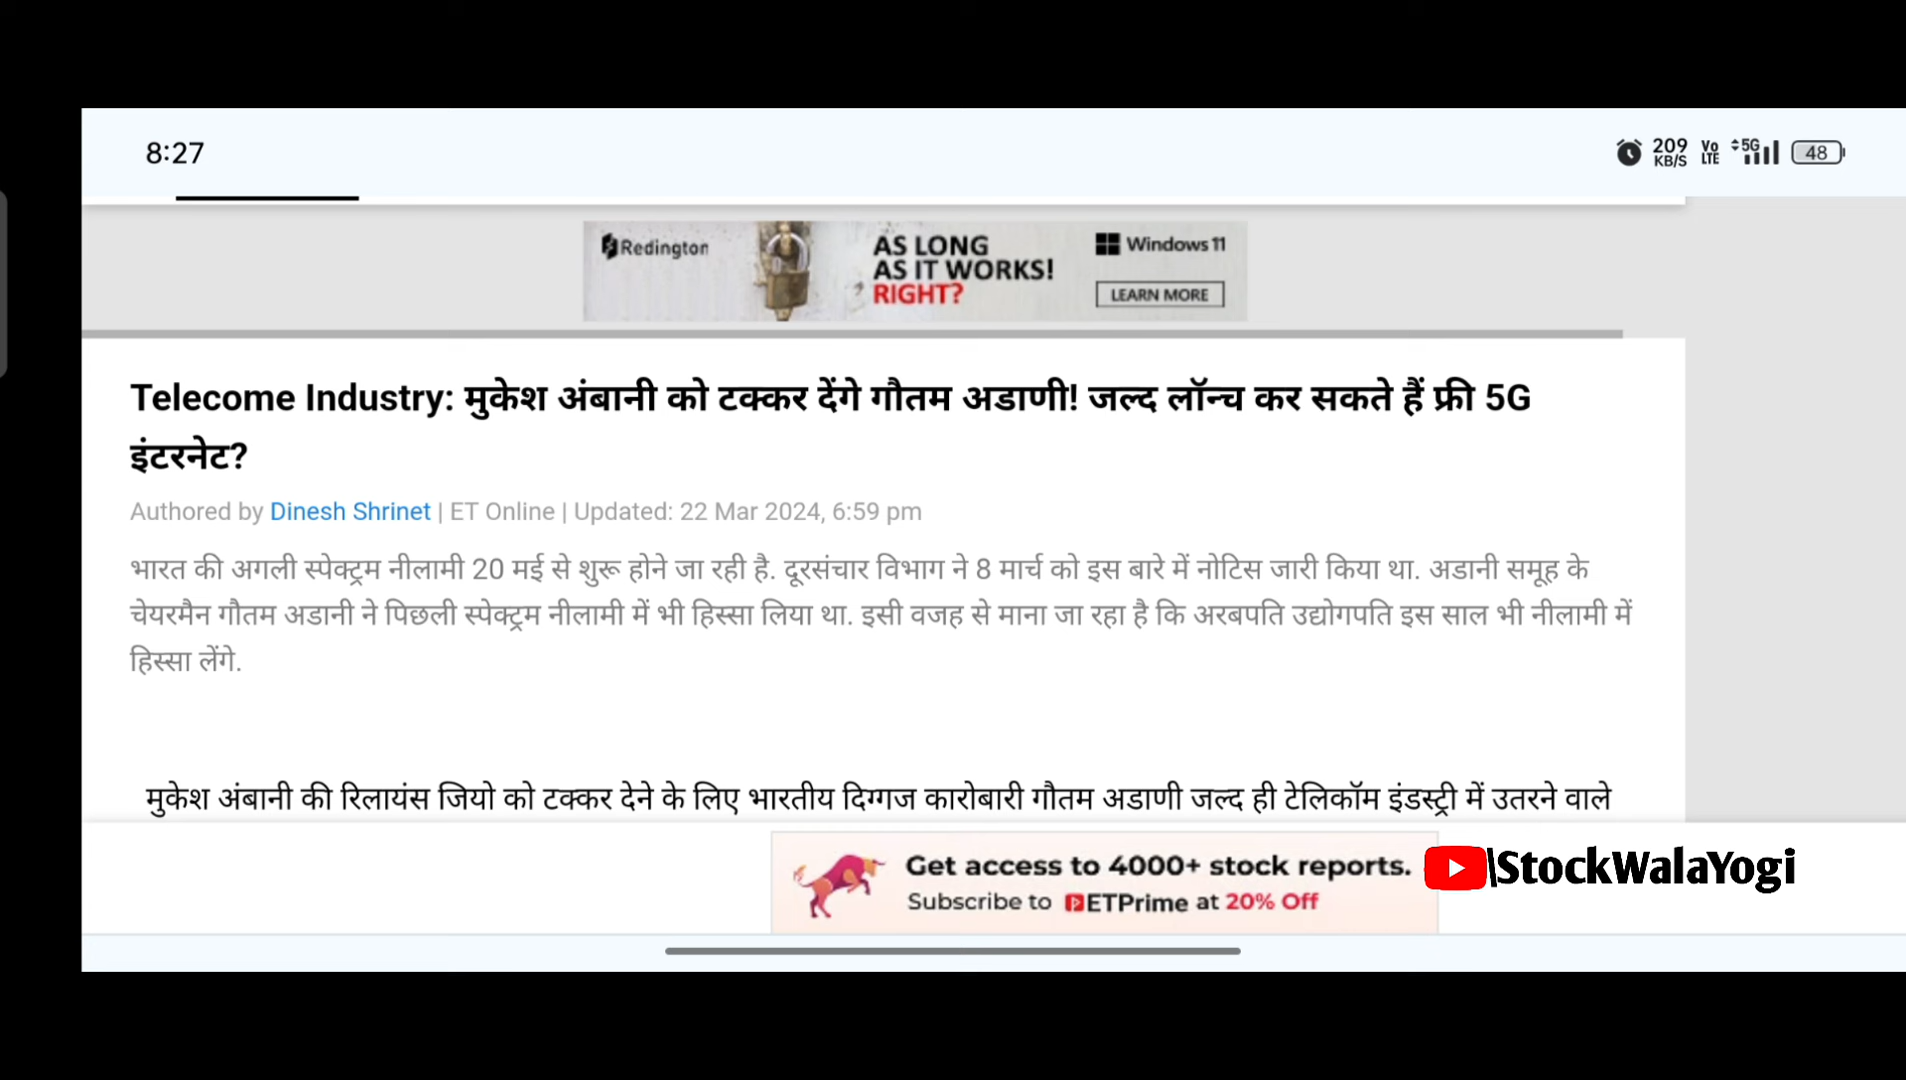 8:27
209 KB/S Vo LTE 5G 48
Redington
AS LONG
AS IT WORKS!
RIGHT?
Windows 11
LEARN MORE
Telecome Industry: मुकेश अंबानी को टक्कर देंगे गौतम अडाणी! जल्द लॉन्च कर सकते हैं फ्री 5G
इंटरनेट?
Authored by Dinesh Shrinet | ET Online | Updated: 22 Mar 2024, 6:59 pm
भारत की अगली स्पेक्ट्रम नीलामी 20 मई से शुरू होने जा रही है. दूरसंचार विभाग ने 8 मार्च को इस बारे में नोटिस जारी किया था. अडानी समूह के
चेयरमैन गौतम अडानी ने पिछली स्पेक्ट्रम नीलामी में भी हिस्सा लिया था. इसी वजह से माना जा रहा है कि अरबपति उद्योगपति इस साल भी नीलामी में
हिस्सा लेंगे.
मुकेश अंबानी की रिलायंस जियो को टक्कर देने के लिए भारतीय दिग्गज कारोबारी गौतम अडाणी जल्द ही टेलिकॉम इंडस्ट्री में उतरने वाले
Get access to 4000+ stock reports.
Subscribe to ETPrime at 20% Off
\StockWalaYogi